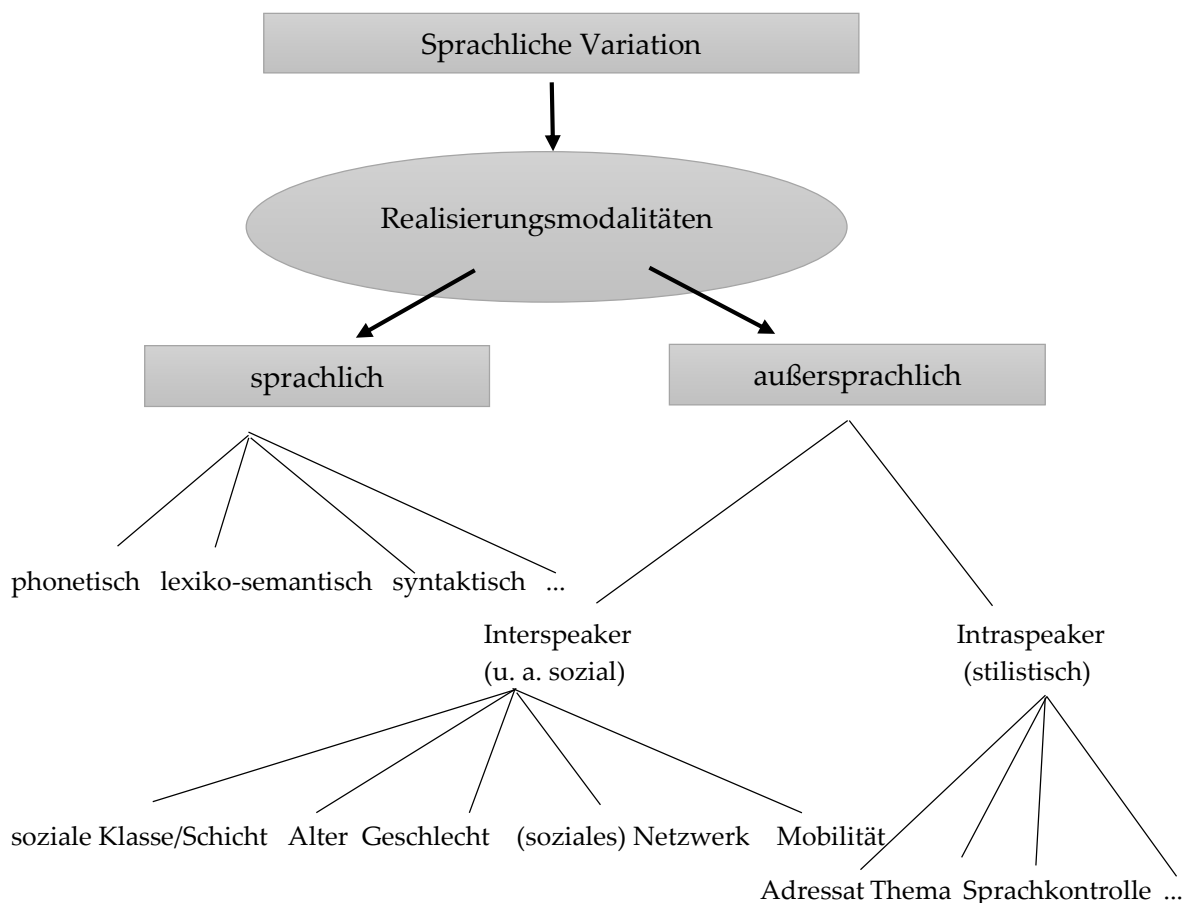 Sprachliche Variation
Realisierungsmodalitäten
sprachlich
außersprachlich
phonetisch lexiko-semantisch syntaktisch ...
Interspeaker
(u. a. sozial)
Intraspeaker
(stilistisch)
soziale Klasse/Schicht Alter Geschlecht (soziales) Netzwerk Mobilität
Adressat Thema Sprachkontrolle ...